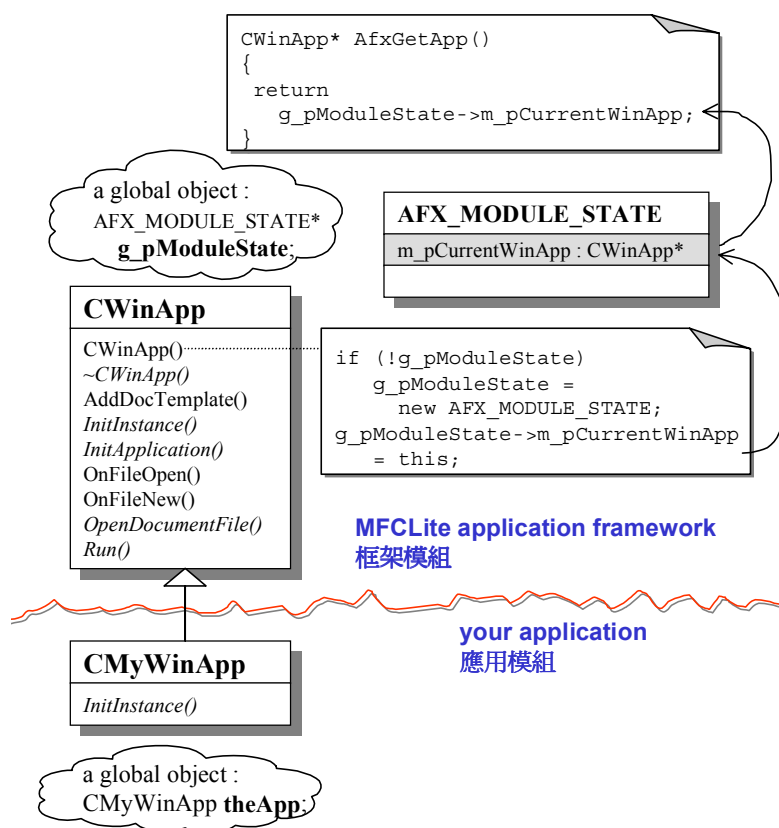 CWinApp* AfxGetApp()
{
return
g_pModuleState->m_pCurrentWinApp;
}
a global object :
AFX_MODULE_STATE*
g_pModuleState;
AFX_MODULE_STATE
m_pCurrentWinApp : CWinApp*
CWinApp
CWinApp()
~CWinApp()
AddDocTemplate()
InitInstance()
InitApplication()
OnFileOpen()
OnFileNew()
OpenDocumentFile()
Run()
if (!g_pModuleState)
g_pModuleState =
new AFX_MODULE_STATE;
g_pModuleState->m_pCurrentWinApp
= this;
MFCLite application framework
框架模組
your application
應用模組
CMyWinApp
InitInstance()
a global object :
CMyWinApp theApp;